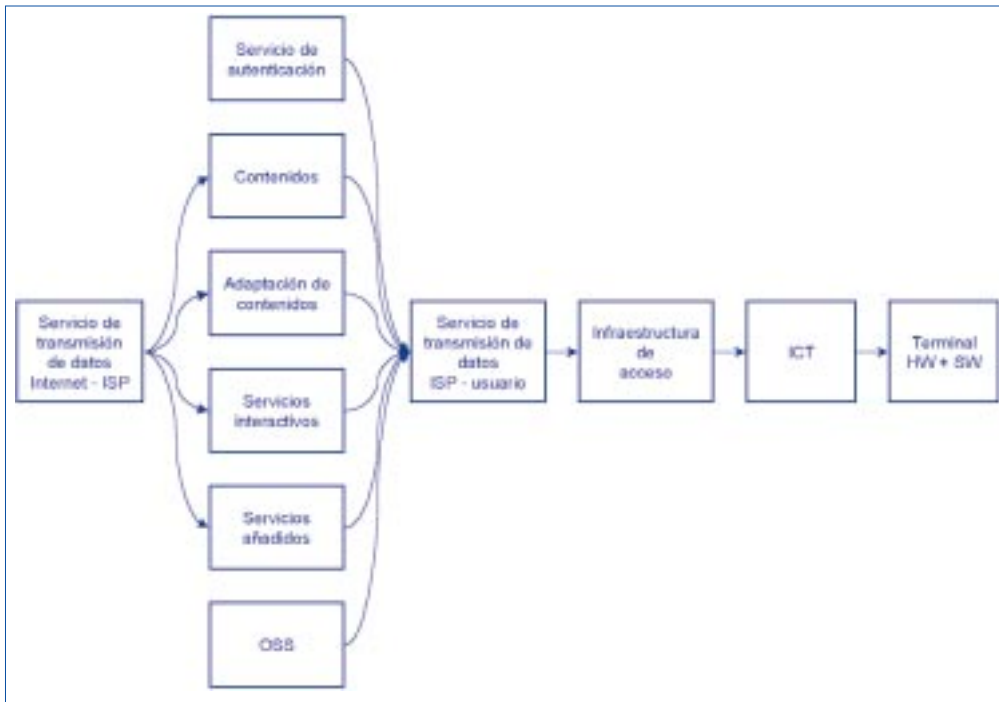 Servicio de
autenticación
Contenidos
Adaptación de
contenidos
Servicio de
transmisión
de datos
Internet - ISP
Servicio de
transmisión de
datos
ISP - usuario
Infraestructura
de
acceso
ICT
Terminal
HW + SW
Servicios
interactivos
Servicios
añadidos
OSS